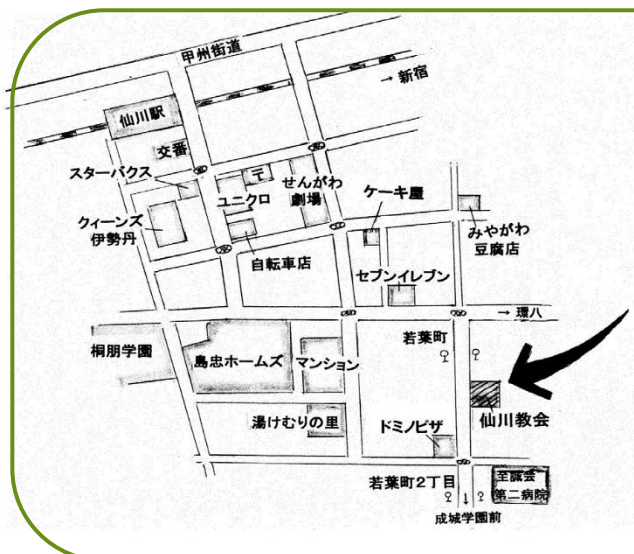 甲州街道
→ 新宿
仙川駅
交番
スターバクス
〒
ユニクロ
せんがわ
劇場
ケーキ屋
クィーンズ
伊勢丹
みやがわ
豆腐店
自転車店
セブンイレブン
→ 環八
若葉町
桐朋学園
島忠ホームズ
マンション
仙川教会
湯けむりの里
ドミノピザ
若葉町2丁目
至誠会
第二病院
成城学園前